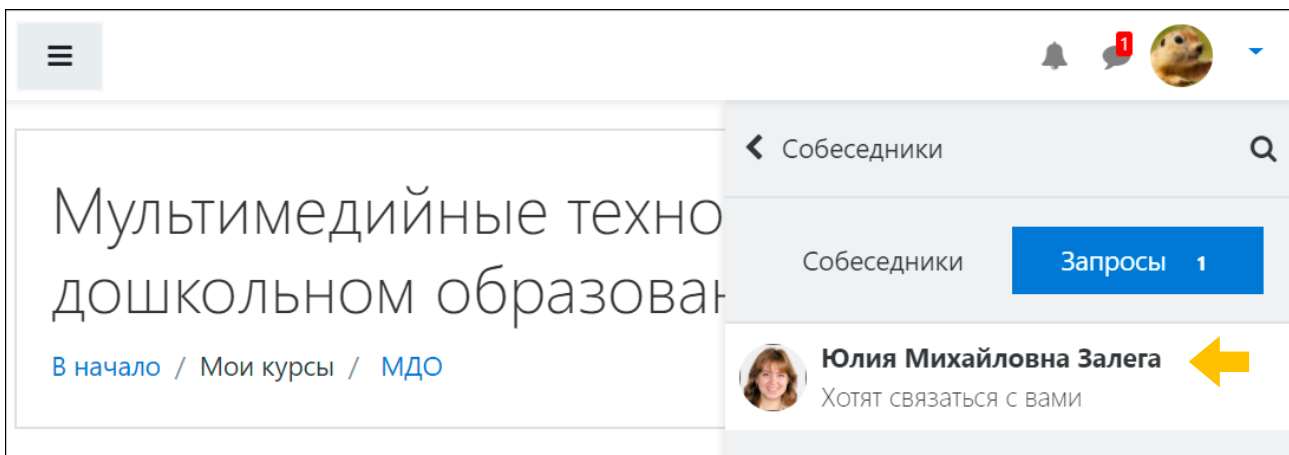 1
Собеседники
Мультимедийные техно
дошкольном образован
В начало / Мои курсы / МДО
Собеседники
Запросы 1
Юлия Михайловна Залега
Хотят связаться с вами